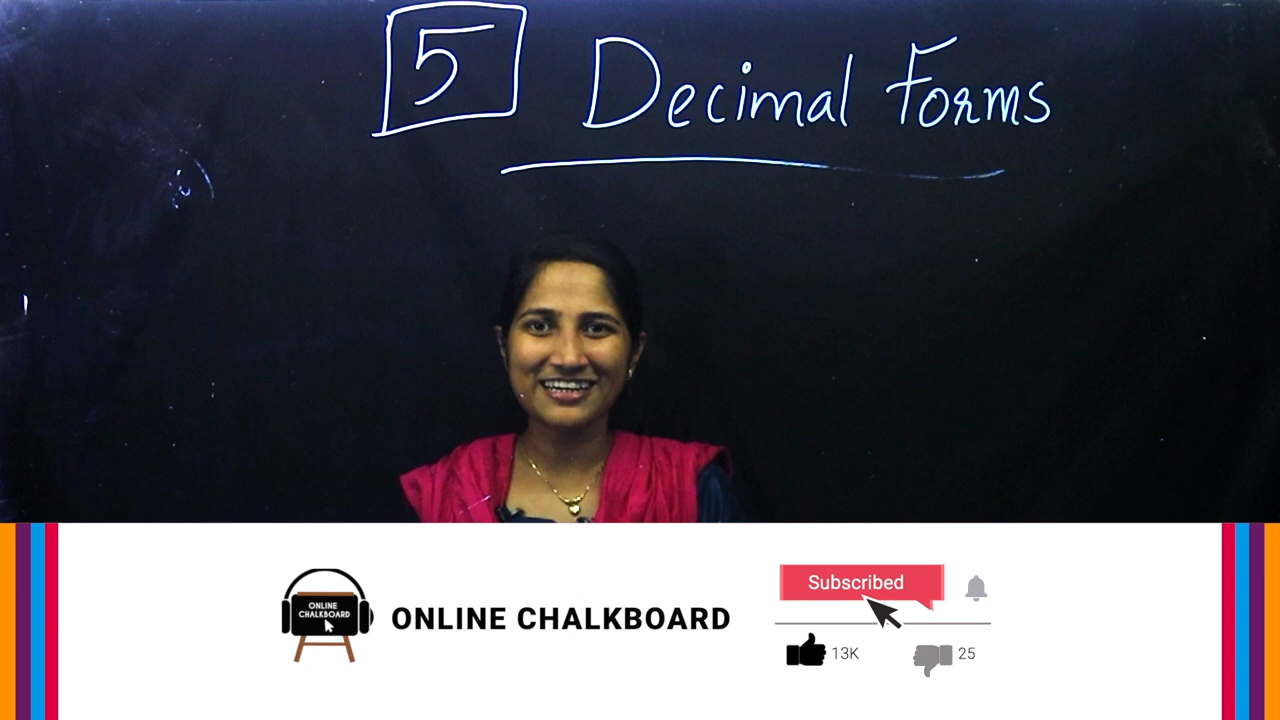 5 Decimal Forms
ONLINE
CHALKBOARD
ONLINE CHALKBOARD
Subscribed
13K
25